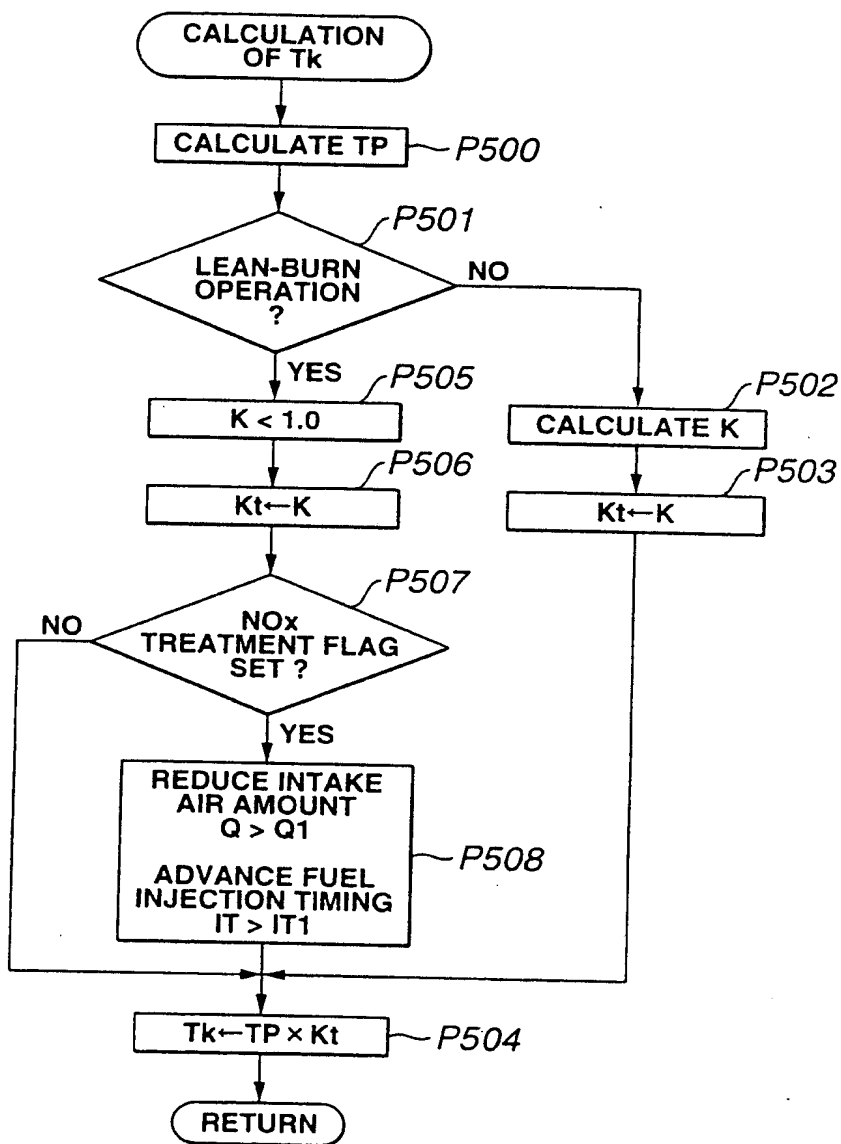 CALCULATION
OF Tk
CALCULATE TP
P500
P501
LEAN-BURN
OPERATION
?
NO
YES
P505
K < 1.0
P502
CALCULATE K
P506
Kt←K
P503
Kt←K
P507
NOx
TREATMENT FLAG
SET ?
NO
YES
REDUCE INTAKE
AIR AMOUNT
Q > Q1
ADVANCE FUEL
INJECTION TIMING
IT > IT1
P508
Tk←TP × Kt
P504
RETURN